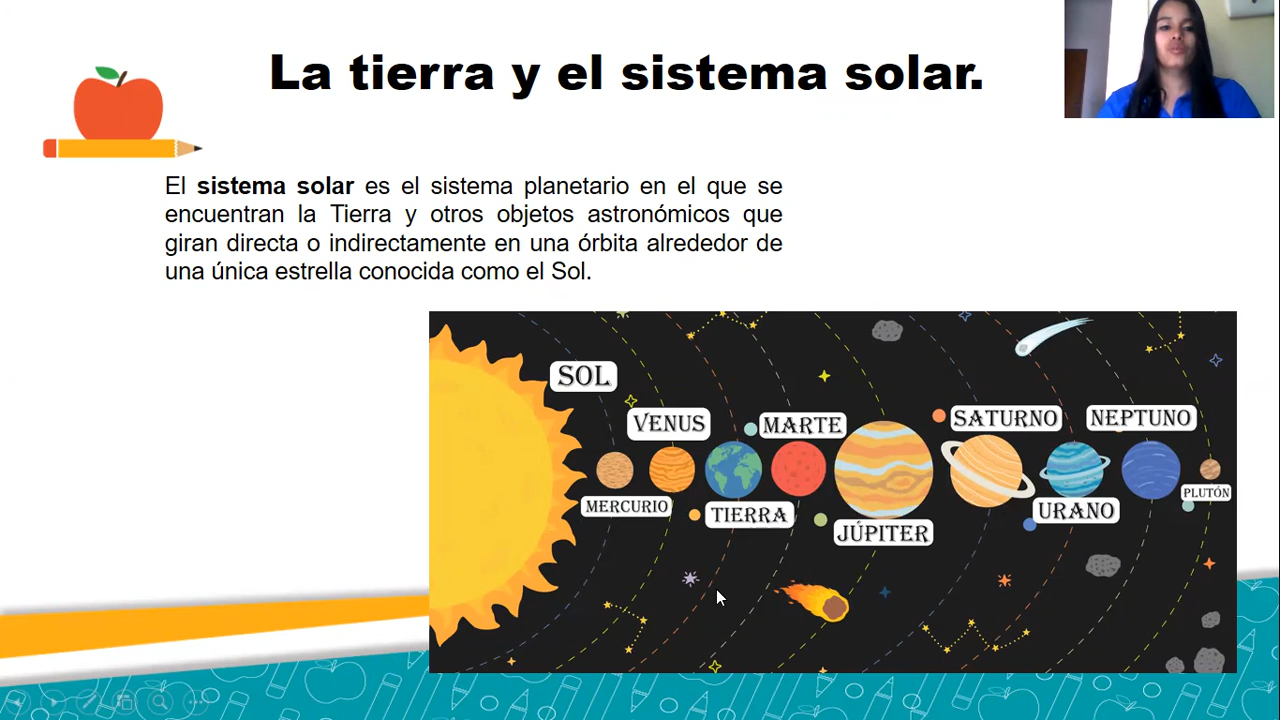 La tierra y el sistema solar.
El sistema solar es el sistema planetario en el que se
encuentran la Tierra y otros objetos astronómicos que
giran directa o indirectamente en una órbita alrededor de
una única estrella conocida como el Sol.
SOL
VENUS
MARTE
SATURNO
NEPTUNO
MERCURIO
TIERRA
JÚPITER
URANO
PLUTÓN